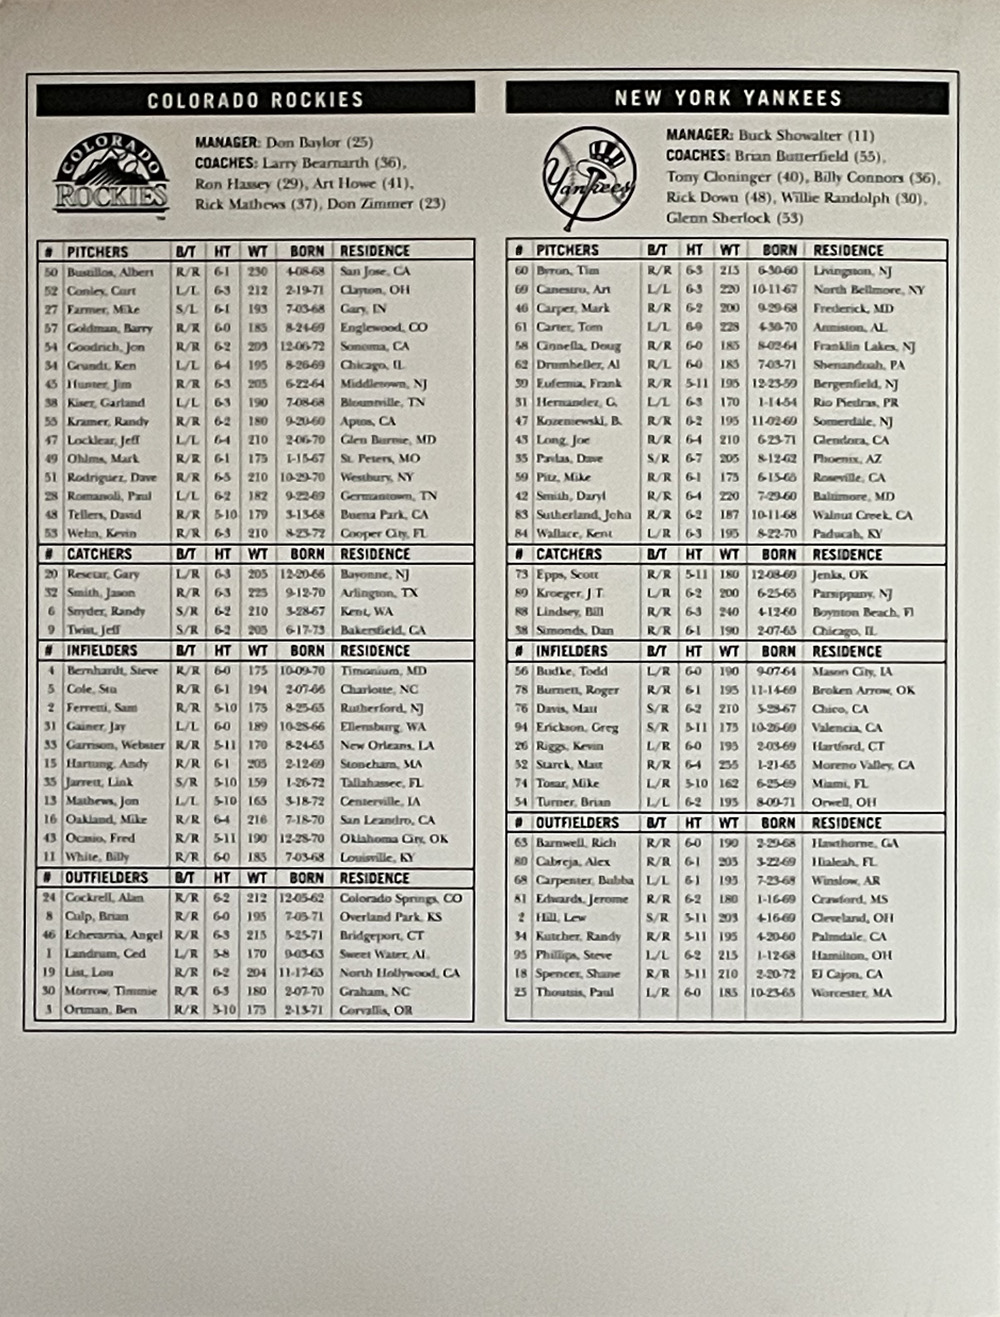 COLORADO ROCKIES
COLORADO
ROCKIES
TM
MANAGER: Don Baylor (25)
COACHES: Larry Bearnarth (36),
Ron Hassey (29), Art Howe (41),
Rick Mathews (37), Don Zimmer (23)
# PITCHERS B/T HT WT BORN RESIDENCE
50 Bustillos, Albert R/R 6-1 230 4-08-68 San Jose, CA
52 Conley, Curt L/L 6-3 212 2-19-71 Clayton, OH
27 Farmer, Mike S/L 6-1 193 7-03-68 Gary, IN
57 Goldman, Barry R/R 6-0 185 8-24-69 Englewood, CO
54 Goodrich, Jon R/R 6-2 203 12-06-72 Sonoma, CA
34 Grundt, Ken L/L 6-4 195 8-26-69 Chicago, IL
45 Hunter, Jim R/R 6-3 205 6-22-64 Middletown, NJ
38 Kiser, Garland L/L 6-3 190 7-08-68 Blountville, TN
55 Kramer, Randy R/R 6-2 180 9-20-60 Aptos, CA
47 Locklear, Jeff L/L 6-4 210 2-06-70 Glen Burnie, MD
49 Ohlms, Mark R/R 6-1 175 1-15-67 St. Peters, MO
51 Rodriguez, Dave R/R 6-5 210 10-29-70 Westbury, NY
28 Romanoli, Paul L/L 6-2 182 9-22-69 Germantown, TN
48 Tellers, David R/R 5-10 179 3-13-68 Buena Park, CA
53 Wehn, Kevin R/R 6-3 210 8-23-72 Cooper City, FL
# CATCHERS B/T HT WT BORN RESIDENCE
20 Resetar, Gary L/R 6-3 205 12-20-66 Bayonne, NJ
32 Smith, Jason R/R 6-3 225 9-12-70 Arlington, TX
6 Snyder, Randy S/R 6-2 210 3-28-67 Kent, WA
9 Twist, Jeff S/R 6-2 205 6-17-73 Bakersfield, CA
# INFIELDERS B/T HT WT BORN RESIDENCE
4 Bernhardt, Steve R/R 6-0 175 10-09-70 Timonium, MD
5 Cole, Stu R/R 6-1 194 2-07-66 Charlotte, NC
2 Ferretti, Sam R/R 5-10 175 8-25-65 Rutherford, NJ
31 Gainer, Jay L/L 6-0 189 10-28-66 Ellensburg, WA
33 Garrison, Webster R/R 5-11 170 8-24-65 New Orleans, LA
15 Hartung, Andy R/R 6-1 205 2-12-69 Stoneham, MA
35 Jarrett, Link S/R 5-10 159 1-26-72 Tallahassee, FL
13 Mathews, Jon L/L 5-10 165 3-18-72 Centerville, IA
16 Oakland, Mike R/R 6-4 216 7-18-70 San Leandro, CA
43 Ocasio, Fred R/R 5-11 190 12-28-70 Oklahoma City, OK
11 White, Billy R/R 6-0 185 7-03-68 Louisville, KY
# OUTFIELDERS B/T HT WT BORN RESIDENCE
24 Cockrell, Alan R/R 6-2 212 12-05-62 Colorado Springs, CO
8 Culp, Brian R/R 6-0 195 7-05-71 Overland Park, KS
46 Echevarria, Angel R/R 6-3 215 5-25-71 Bridgeport, CT
1 Landrum, Ced L/R 5-8 170 9-03-63 Sweet Water, AL
19 List, Lou R/R 6-2 204 11-17-65 North Hollywood, CA
30 Morrow, Timmie R/R 6-3 180 2-07-70 Graham, NC
3 Ortman, Ben R/R 5-10 175 2-13-71 Corvallis, OR
NEW YORK YANKEES
Yankees
MANAGER: Buck Showalter (11)
COACHES: Brian Butterfield (55),
Tony Cloninger (40), Billy Connors (36),
Rick Down (48), Willie Randolph (30),
Glenn Sherlock (53)
# PITCHERS B/T HT WT BORN RESIDENCE
60 Byron, Tim R/R 6-3 215 6-30-60 Livingston, NJ
69 Canestro, Art L/L 6-3 220 10-11-67 North Bellmore, NY
46 Carper, Mark R/R 6-2 200 9-29-68 Frederick, MD
61 Carter, Tom L/L 6-9 228 4-30-70 Anniston, AL
58 Cinnella, Doug R/R 6-0 185 8-02-64 Franklin Lakes, NJ
62 Drumheller, Al R/L 6-0 185 7-03-71 Shenandoah, PA
39 Eufemia, Frank R/R 5-11 195 12-23-59 Bergenfield, NJ
31 Hernandez, G. L/L 6-3 170 1-14-54 Rio Piedras, PR
47 Kozeniewski, B. R/R 6-2 195 11-02-69 Somerdale, NJ
43 Long, Joe R/R 6-4 210 6-23-71 Glendora, CA
35 Pavlas, Dave S/R 6-7 205 8-12-62 Phoenix, AZ
59 Pitz, Mike R/R 6-1 175 6-15-65 Roseville, CA
42 Smith, Daryl R/R 6-4 220 7-29-60 Baltimore, MD
83 Sutherland, John R/R 6-2 187 10-11-68 Walnut Creek, CA
84 Wallace, Kent L/R 6-3 195 8-22-70 Paducah, KY
# CATCHERS B/T HT WT BORN RESIDENCE
73 Epps, Scott R/R 5-11 180 12-08-69 Jenks, OK
89 Kroeger, J.T. L/R 6-2 200 6-25-65 Parsippany, NJ
88 Lindsey, Bill R/R 6-3 240 4-12-60 Boynton Beach, Fl
38 Simonds, Dan R/R 6-1 190 2-07-65 Chicago, IL
# INFIELDERS B/T HT WT BORN RESIDENCE
56 Budke, Todd L/R 6-0 190 9-07-64 Mason City, IA
78 Burnett, Roger R/R 6-1 195 11-14-69 Broken Arrow, OK
76 Davis, Matt S/R 6-2 210 5-28-67 Chico, CA
94 Erickson, Greg S/R 5-11 175 10-26-69 Valencia, CA
26 Riggs, Kevin L/R 6-0 195 2-03-69 Hartford, CT
52 Starck, Matt R/R 6-4 255 1-21-65 Moreno Valley, CA
74 Tosar, Mike L/R 5-10 162 6-25-69 Miami, FL
54 Turner, Brian L/L 6-2 195 8-09-71 Orwell, OH
# OUTFIELDERS B/T HT WT BORN RESIDENCE
63 Barnwell, Rich R/R 6-0 190 2-29-68 Hawthorne, GA
80 Cabreja, Alex R/R 6-1 205 3-22-69 Hialeah, FL
68 Carpenter, Bubba L/L 6-1 195 7-23-68 Winslow, AR
81 Edwards, Jerome R/R 6-2 180 1-16-69 Crawford, MS
2 Hill, Lew S/R 5-11 203 4-16-69 Cleveland, OH
34 Kutcher, Randy R/R 5-11 195 4-20-60 Palmdale, CA
95 Phillips, Steve L/L 6-2 215 1-12-68 Hamilton, OH
18 Spencer, Shane R/R 5-11 210 2-20-72 El Cajon, CA
25 Thoutsis, Paul L/R 6-0 185 10-23-65 Worcester, MA